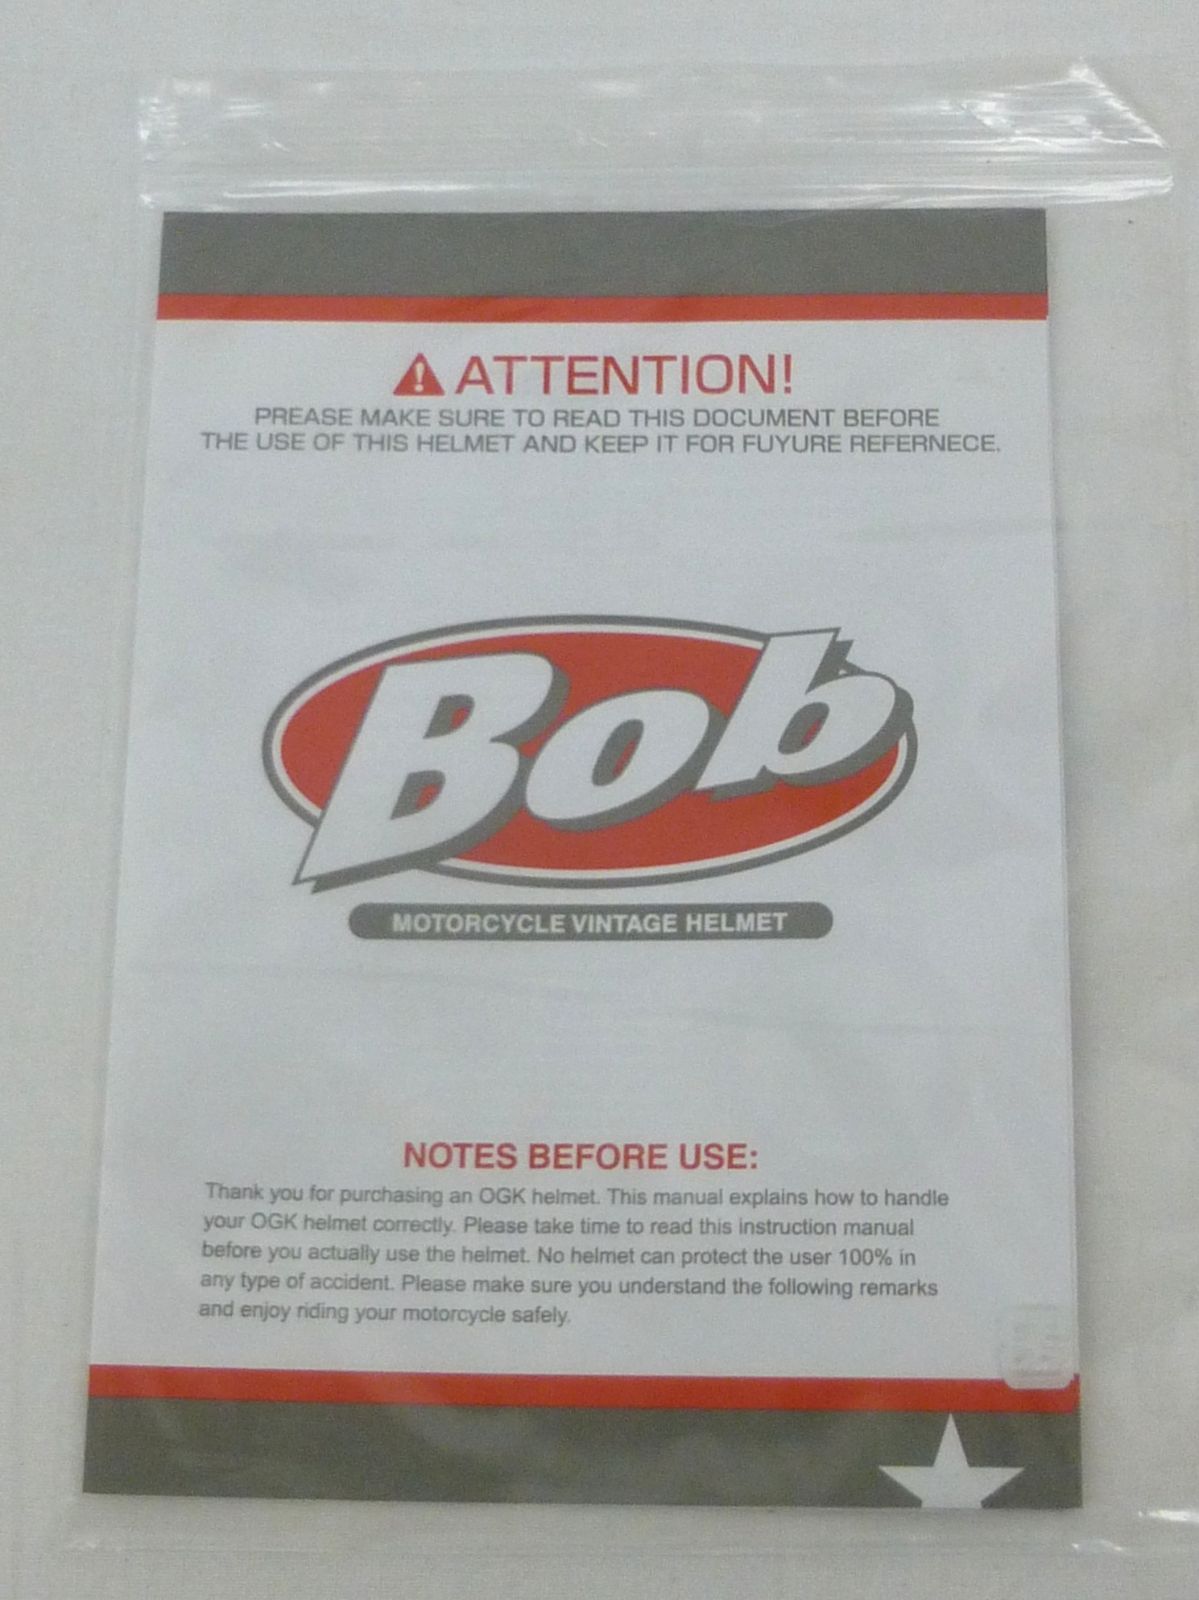 ATTENTION!
PREASE MAKE SURE TO READ THIS DOCUMENT BEFORE
THE USE OF THIS HELMET AND KEEP IT FOR FUYURE REFERNECE.
Bob
MOTORCYCLE VINTAGE HELMET
NOTES BEFORE USE:
Thank you for purchasing an OGK helmet. This manual explains how to handle
your OGK helmet correctly. Please take time to read this instruction manual
before you actually use the helmet. No helmet can protect the user 100% in
any type of accident. Please make sure you understand the following remarks
and enjoy riding your motorcycle safely.